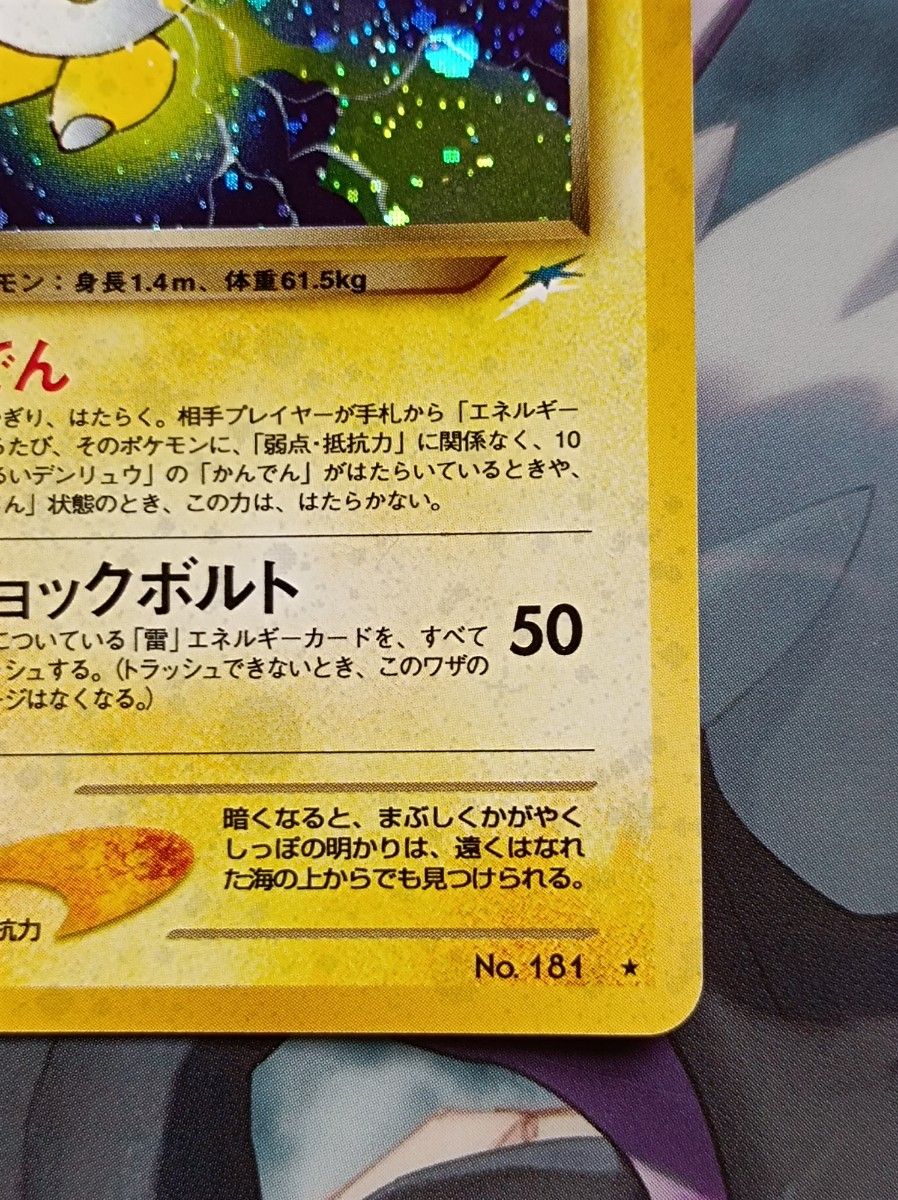 モン：身長1.4m、体重61.5kg
でん
ぎり、はたらく。相手プレイヤーが手札から「エネルギー
るたび、そのポケモンに、「弱点・抵抗力」に関係なく、10
るいデンリュウ」の「かんでん」がはたらいているときや、
ん」状態のとき、この力は、はたらかない。
ョックボルト
50
についている「雷」エネルギーカードを、すべて
ッシュする。（トラッシュできないとき、このワザの
ージはなくなる。）
暗くなると、まぶしくかがやく
しっぽの明かりは、遠くはなれ
た海の上からでも見つけられる。
抗力
No. 181 ★